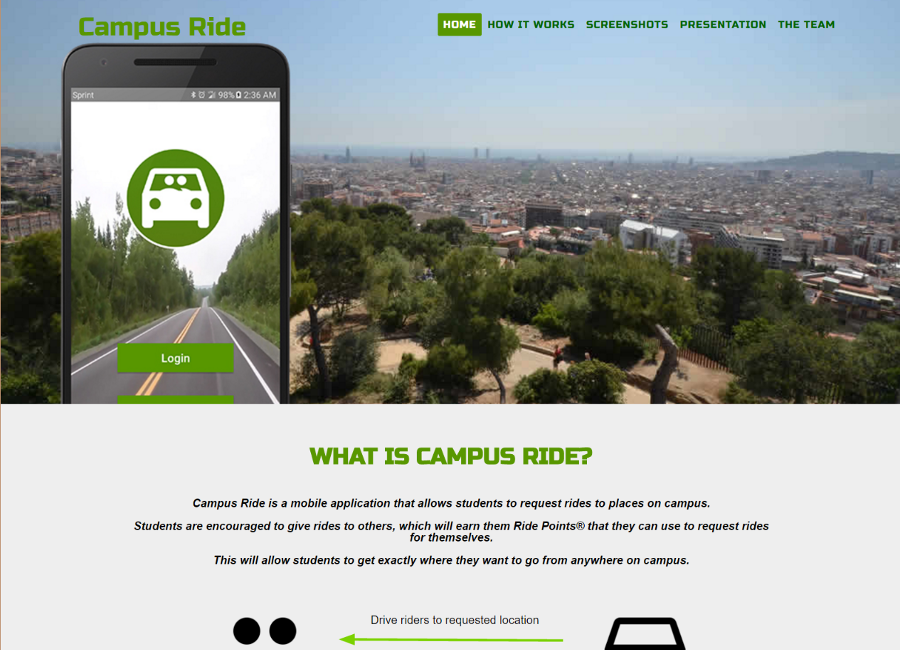 Campus Ride
HOME HOW IT WORKS SCREENSHOTS PRESENTATION THE TEAM
Sprint 98% 2:36 AM
Login
WHAT IS CAMPUS RIDE?
Campus Ride is a mobile application that allows students to request rides to places on campus.
Students are encouraged to give rides to others, which will earn them Ride Points® that they can use to request rides
for themselves.
This will allow students to get exactly where they want to go from anywhere on campus.
Drive riders to requested location